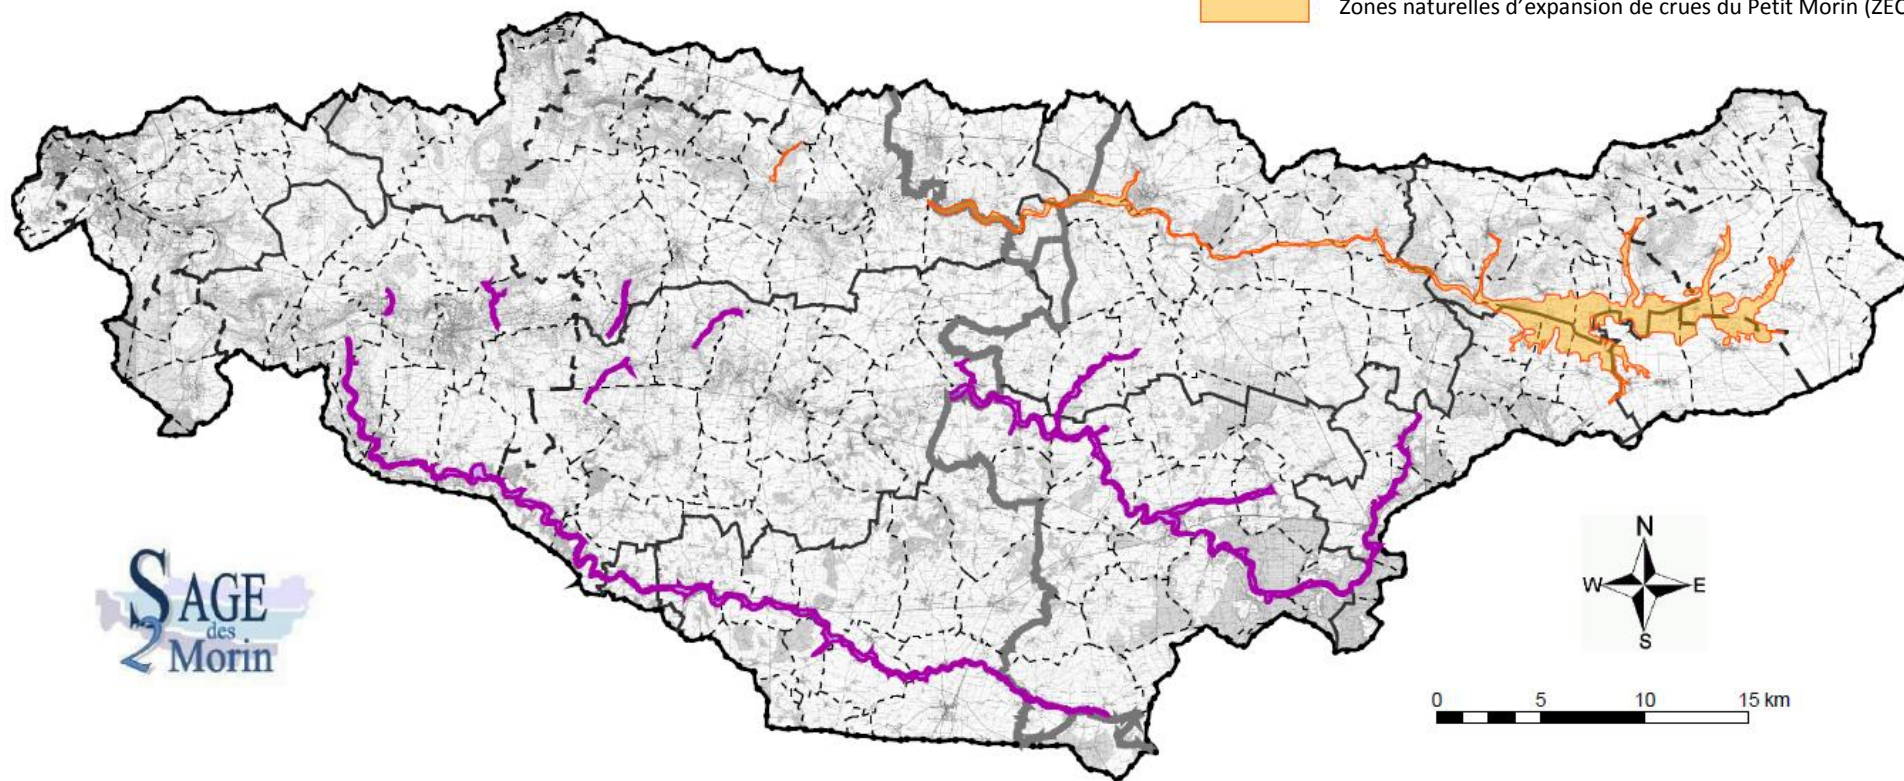 Zones naturelles d'expansion de crues du Petit Morin (ZEC
SAGE
des
2 Morin
N
W E
S
0 5 10 15 km